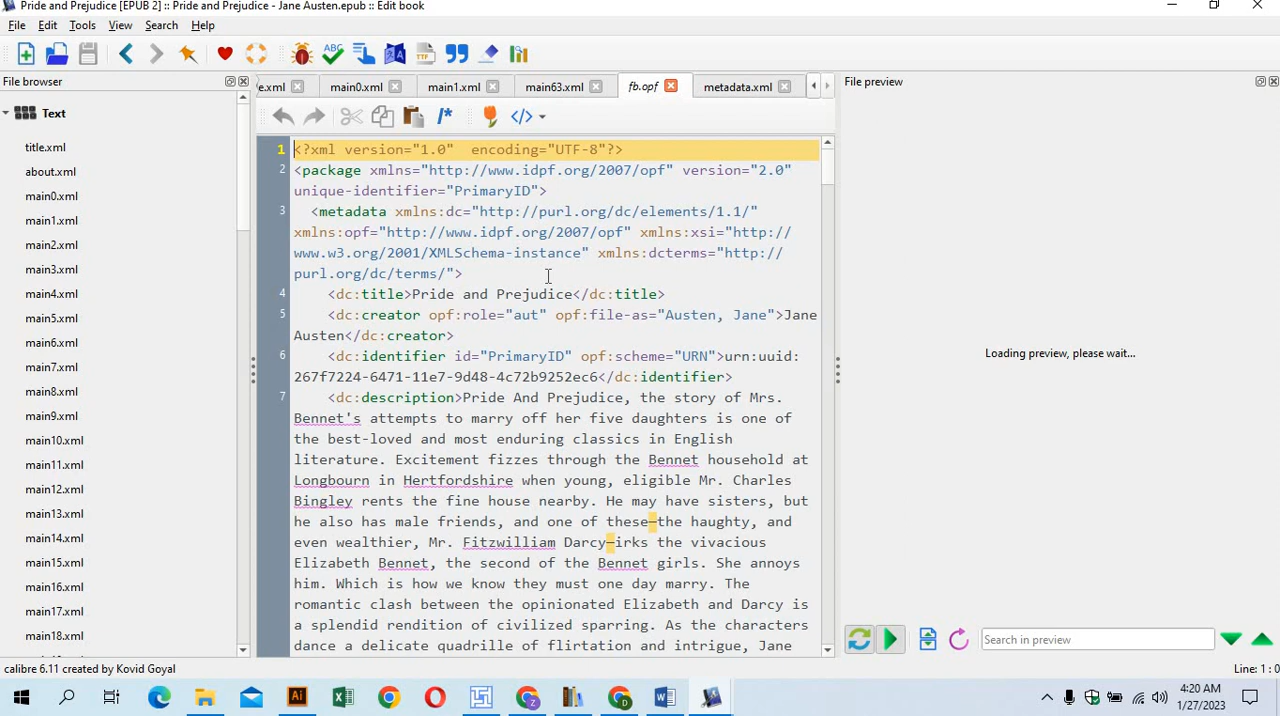 Pride and Prejudice [EPUB 2] :: Pride and Prejudice - Jane Austen.epub :: Edit book
File Edit Tools View Search Help
ABC
TTF
File browser
e.xml main0.xml main1.xml main63.xml fb.opf metadata.xml
File preview
Text
title.xml
about.xml
main0.xml
main1.xml
main2.xml
main3.xml
main4.xml
main5.xml
main6.xml
main7.xml
main8.xml
main9.xml
main10.xml
main11.xml
main12.xml
main13.xml
main14.xml
main15.xml
main16.xml
main17.xml
main18.xml
1 <?xml version="1.0"  encoding="UTF-8"?>
2 <package xmlns="http://www.idpf.org/2007/opf" version="2.0"
unique-identifier="PrimaryID">
3 <metadata xmlns:dc="http://purl.org/dc/elements/1.1/"
xmlns:opf="http://www.idpf.org/2007/opf" xmlns:xsi="http://
www.w3.org/2001/XMLSchema-instance" xmlns:dcterms="http://
purl.org/dc/terms/">
4 <dc:title>Pride and Prejudice</dc:title>
5 <dc:creator opf:role="aut" opf:file-as="Austen, Jane">Jane
Austen</dc:creator>
6 <dc:identifier id="PrimaryID" opf:scheme="URN">urn:uuid:
267f7224-6471-11e7-9d48-4c72b9252ec6</dc:identifier>
7 <dc:description>Pride And Prejudice, the story of Mrs.
Bennet's attempts to marry off her five daughters is one of
the best-loved and most enduring classics in English
literature. Excitement fizzes through the Bennet household at
Longbourn in Hertfordshire when young, eligible Mr. Charles
Bingley rents the fine house nearby. He may have sisters, but
he also has male friends, and one of these—the haughty, and
even wealthier, Mr. Fitzwilliam Darcy—irks the vivacious
Elizabeth Bennet, the second of the Bennet girls. She annoys
him. Which is how we know they must one day marry. The
romantic clash between the opinionated Elizabeth and Darcy is
a splendid rendition of civilized sparring. As the characters
dance a delicate quadrille of flirtation and intrigue, Jane
Loading preview, please wait...
Search in preview
calibre 6.11 created by Kovid Goyal
Line: 1 : 0
4:20 AM
1/27/2023